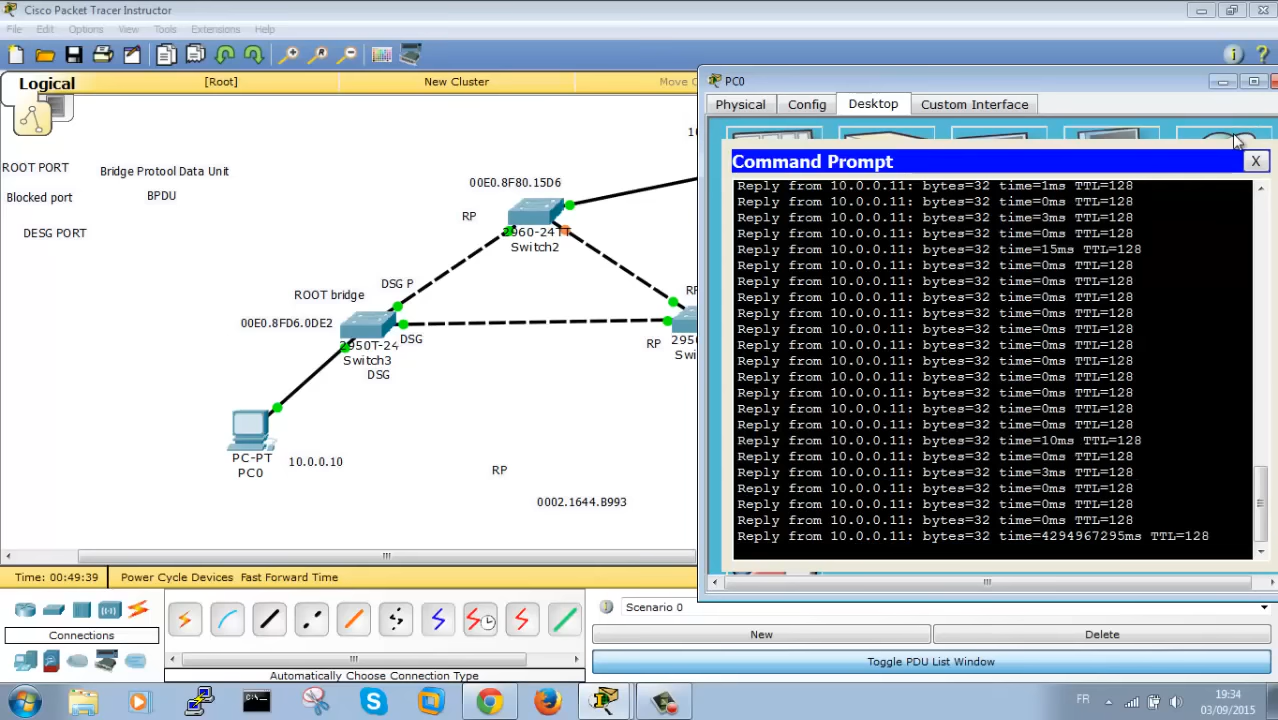 Cisco Packet Tracer Instructor
File Edit Options View Tools Extensions Help
Logical
[Root]
New Cluster
Move C
ROOT PORT
Bridge Protool Data Unit
Blocked port
BPDU
DESG PORT
10
00E0.8F80.15D6
RP
2960-24TT
Switch2
DSG P
ROOT bridge
00E0.8FD6.0DE2
2950T-24
Switch3
DSG
DSG
RP
RP
2950
Swi
PC-PT
PC0
10.0.0.10
RP
0002.1644.B993
PC0
Physical
Config
Desktop
Custom Interface
Command Prompt
X
Reply from 10.0.0.11: bytes=32 time=1ms TTL=128
Reply from 10.0.0.11: bytes=32 time=0ms TTL=128
Reply from 10.0.0.11: bytes=32 time=3ms TTL=128
Reply from 10.0.0.11: bytes=32 time=0ms TTL=128
Reply from 10.0.0.11: bytes=32 time=15ms TTL=128
Reply from 10.0.0.11: bytes=32 time=0ms TTL=128
Reply from 10.0.0.11: bytes=32 time=0ms TTL=128
Reply from 10.0.0.11: bytes=32 time=0ms TTL=128
Reply from 10.0.0.11: bytes=32 time=0ms TTL=128
Reply from 10.0.0.11: bytes=32 time=0ms TTL=128
Reply from 10.0.0.11: bytes=32 time=0ms TTL=128
Reply from 10.0.0.11: bytes=32 time=0ms TTL=128
Reply from 10.0.0.11: bytes=32 time=0ms TTL=128
Reply from 10.0.0.11: bytes=32 time=0ms TTL=128
Reply from 10.0.0.11: bytes=32 time=0ms TTL=128
Reply from 10.0.0.11: bytes=32 time=0ms TTL=128
Reply from 10.0.0.11: bytes=32 time=10ms TTL=128
Reply from 10.0.0.11: bytes=32 time=0ms TTL=128
Reply from 10.0.0.11: bytes=32 time=3ms TTL=128
Reply from 10.0.0.11: bytes=32 time=0ms TTL=128
Reply from 10.0.0.11: bytes=32 time=0ms TTL=128
Reply from 10.0.0.11: bytes=32 time=0ms TTL=128
Reply from 10.0.0.11: bytes=32 time=4294967295ms TTL=128
Time: 00:49:39
Power Cycle Devices Fast Forward Time
Connections
Automatically Choose Connection Type
Scenario 0
New
Delete
Toggle PDU List Window
FR
19:34
03/09/2015